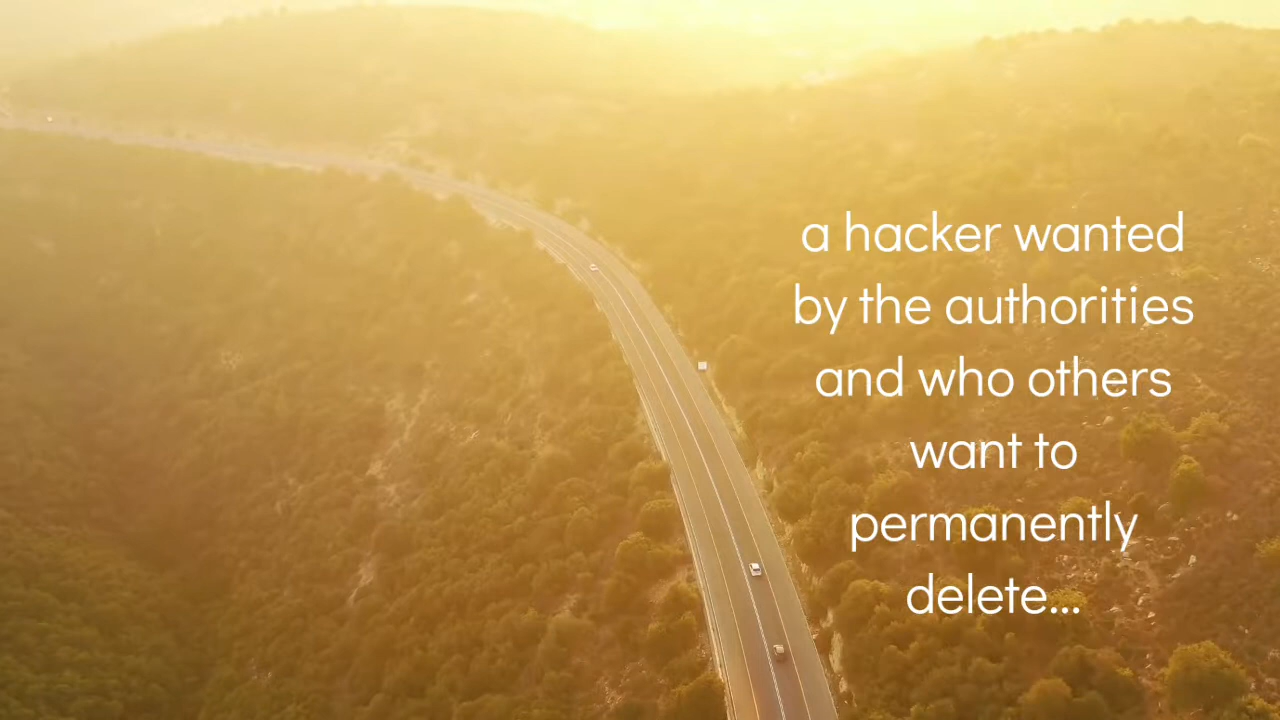 a hacker wanted
by the authorities
and who others
want to
permanently
delete...